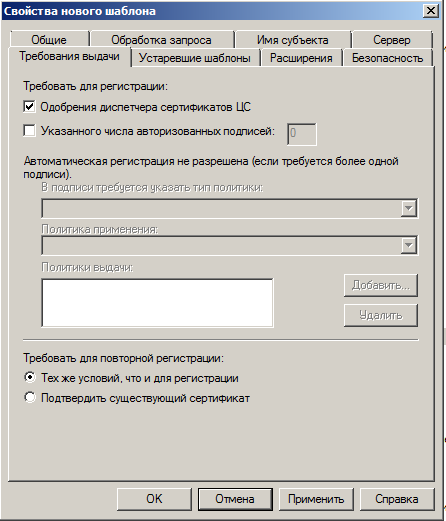 Свойства нового шаблона
Общие Обработка запроса Имя субъекта Сервер
Требования выдачи Устаревшие шаблоны Расширения Безопасность
Требовать для регистрации:
Одобрения диспетчера сертификатов ЦС
Указанного числа авторизованных подписей: 0
Автоматическая регистрация не разрешена (если требуется более одной
подписи).
В подписи требуется указать тип политики:
Политика применения:
Политики выдачи:
Добавить...
Удалить
Требовать для повторной регистрации:
Тех же условий, что и для регистрации
Подтвердить существующий сертификат
OK Отмена Применить Справка